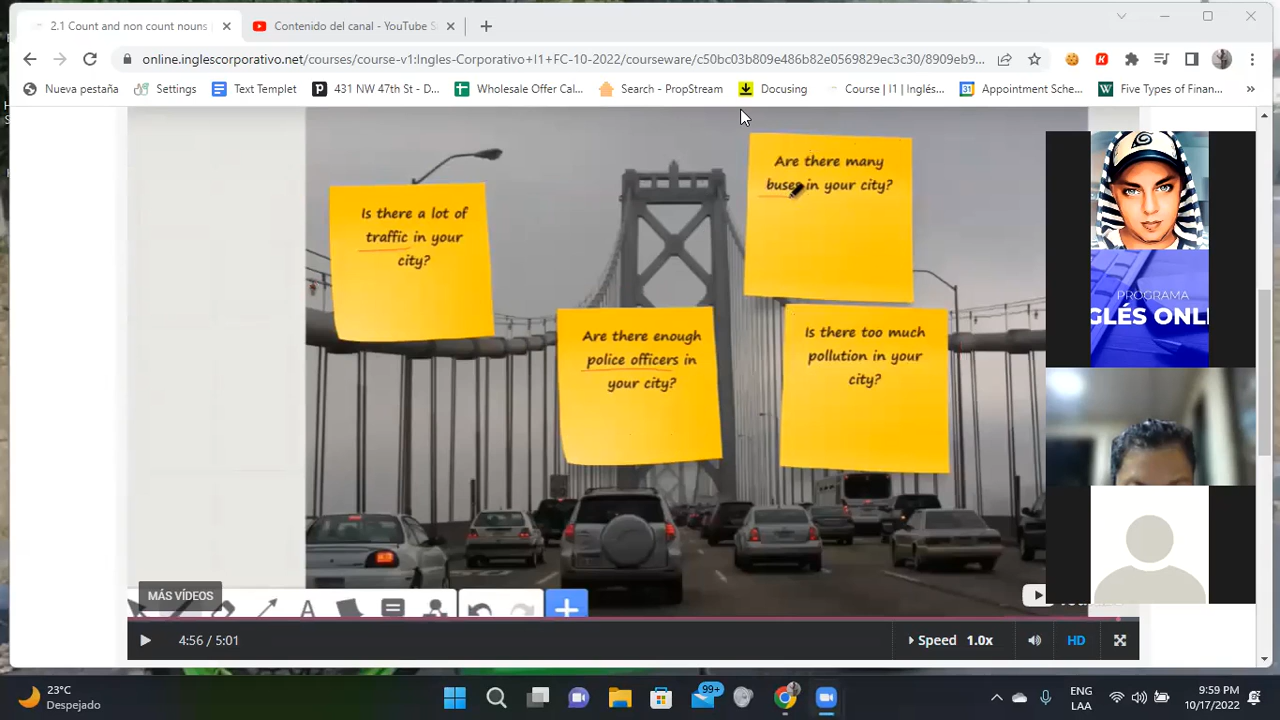 2.1 Count and non count nouns
Contenido del canal - YouTube S
online.inglescorporativo.net/courses/course-v1:Ingles-Corporativo+I1+FC-10-2022/courseware/c50bc03b809e486b82e0569829ec3c30/8909eb9...
Nueva pestaña
Settings
Text Templet
431 NW 47th St- D...
Wholesale Offer Cal...
Search - PropStream
Docusing
Course | I1 | Inglés...
Appointment Sche...
Five Types of Finan...
»
Is there a lot of
traffic in your
city?
Are there many
buses in your city?
Are there enough
police officers in
your city?
Is there too much
pollution in your
city?
PROGRAMA
GLÉS ONL
MÁS VÍDEOS
4:56 / 5:01
Speed 1.0x
HD
23°C
Despejado
99+
ENG
LAA
9:59 PM
10/17/2022